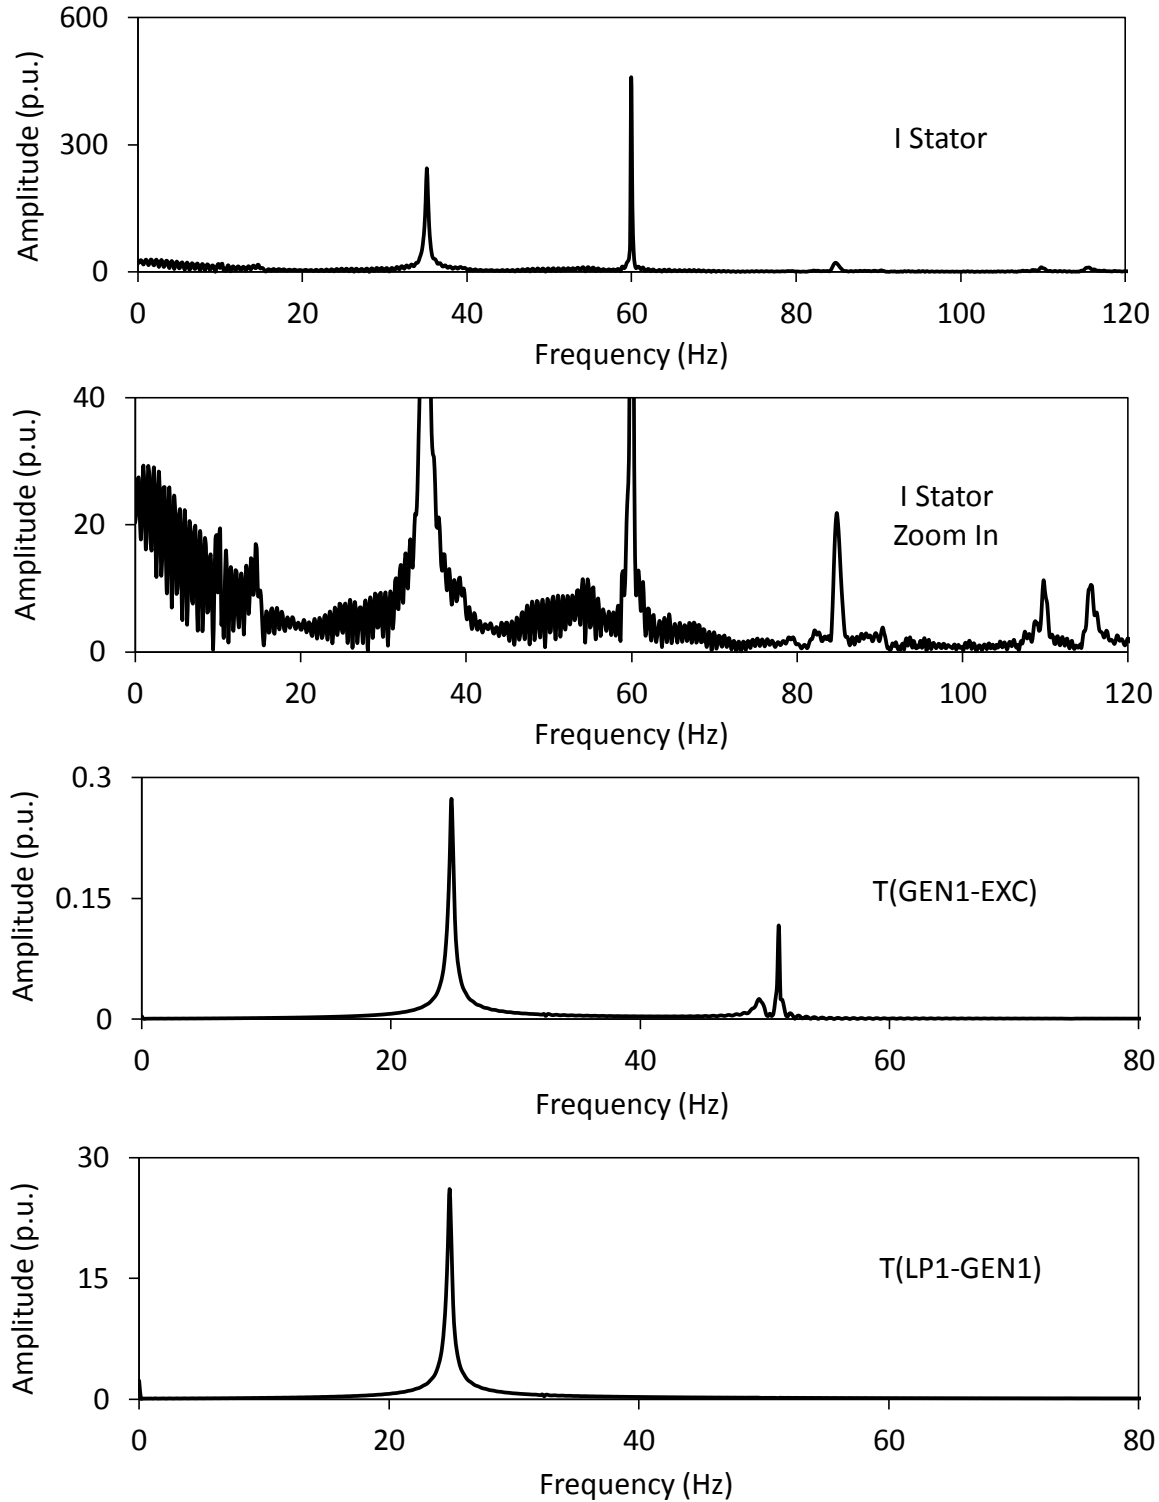 600
300
0
Amplitude (p.u.)
I Stator
0 20 40 60 80 100 120
Frequency (Hz)
40
20
0
Amplitude (p.u.)
I Stator
Zoom In
0 20 40 60 80 100 120
Frequency (Hz)
0.3
0.15
0
Amplitude (p.u.)
T(GEN1-EXC)
0 20 40 60 80
Frequency (Hz)
30
15
0
Amplitude (p.u.)
T(LP1-GEN1)
0 20 40 60 80
Frequency (Hz)